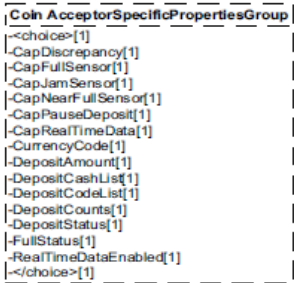 Coin AcceptorSpecificPropertiesGroup
-<choice>[1]
-CapDiscrepancy[1]
-CapFullSensor[1]
-CapJamSensor[1]
-CapNearFullSensor[1]
-CapPauseDeposit[1]
-CapRealTimeData[1]
-CurrencyCode[1]
-DepositAmount[1]
-DepositCashList[1]
-DepositCodeList[1]
-DepositCounts[1]
-DepositStatus[1]
-FullStatus[1]
-RealTimeDataEnabled[1]
-</choice>[1]